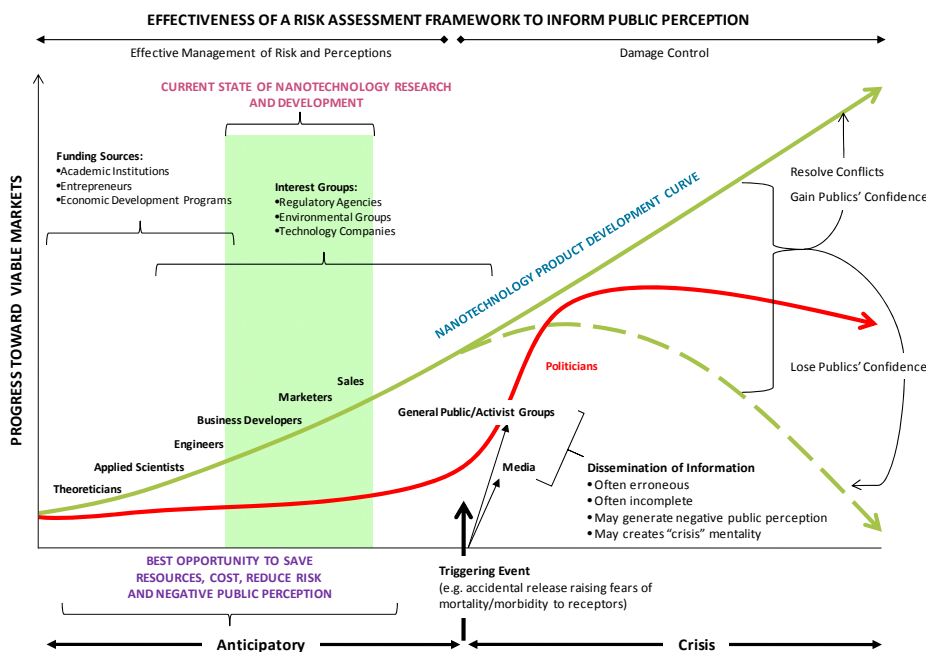 EFFECTIVENESS OF A RISK ASSESSMENT FRAMEWORK TO INFORM PUBLIC PERCEPTION
Effective Management of Risk and Perceptions
Damage Control
CURRENT STATE OF NANOTECHNOLOGY RESEARCH
AND DEVELOPMENT
Funding Sources:
•Academic Institutions
•Entrepreneurs
•Economic Development Programs
Interest Groups:
•Regulatory Agencies
•Environmental Groups
•Technology Companies
Resolve Conflicts
Gain Publics' Confidence
PROGRESS TOWARD VIABLE MARKETS
NANOTECHNOLOGY PRODUCT DEVELOPMENT CURVE
Politicians
Lose Publics' Confidence
Sales
Marketers
Business Developers
Engineers
Applied Scientists
Theoreticians
General Public/Activist Groups
Media
Dissemination of Information
• Often erroneous
• Often incomplete
• May generate negative public perception
• May creates “crisis” mentality
BEST OPPORTUNITY TO SAVE
RESOURCES, COST, REDUCE RISK
AND NEGATIVE PUBLIC PERCEPTION
Triggering Event
(e.g. accidental release raising fears of
mortality/morbidity to receptors)
Anticipatory
Crisis